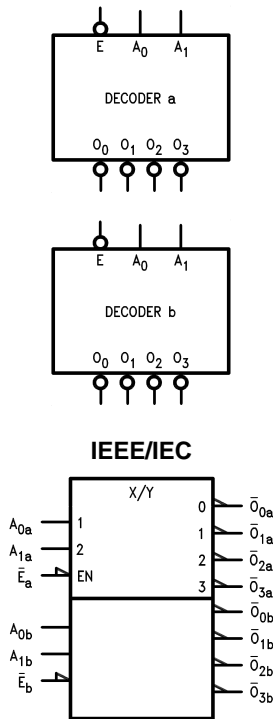 E A₀ A₁
DECODER a
O₀ O₁ O₂ O₃
E A₀ A₁
DECODER b
O₀ O₁ O₂ O₃
IEEE/IEC
X/Y
A₀ₐ 1 0 Ō₀ₐ
A₁ₐ 2 1 Ō₁ₐ
Ēₐ EN 2 Ō₂ₐ
3 Ō₃ₐ
Ō0b
A0b Ō1b
A1b Ō2b
Ēb Ō3b